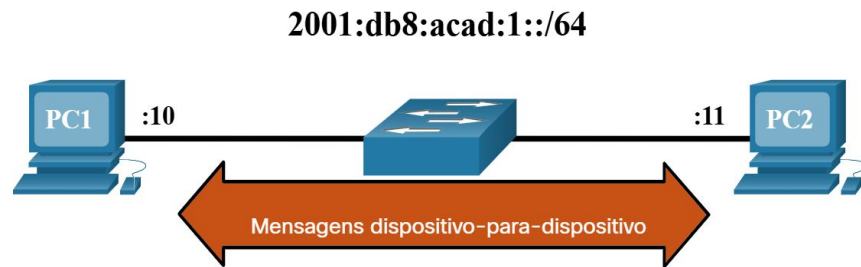 2001:db8:acad:1::/64
PC1
:10
:11
PC2
Mensagens dispositivo-para-dispositivo